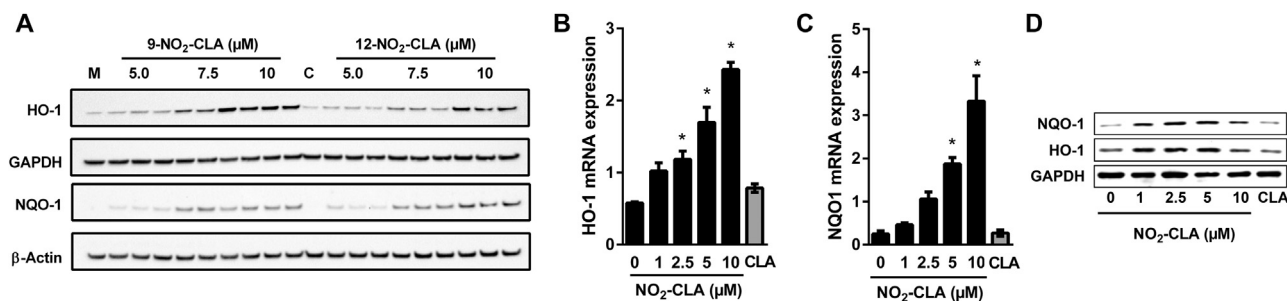 A
9-NO₂-CLA (µM)
12-NO₂-CLA (µM)
M 5.0 7.5 10 C 5.0 7.5 10
HO-1
GAPDH
NQO-1
β-Actin
B
HO-1 mRNA expression
3
2
1
0
* * *
0 1 2.5 5 10 CLA
NO₂-CLA (µM)
C
NQO1 mRNA expression
5
4
3
2
1
0
* *
0 1 2.5 5 10 CLA
NO₂-CLA (µM)
D
NQO-1
HO-1
GAPDH
0 1 2.5 5 10 CLA
NO₂-CLA (µM)